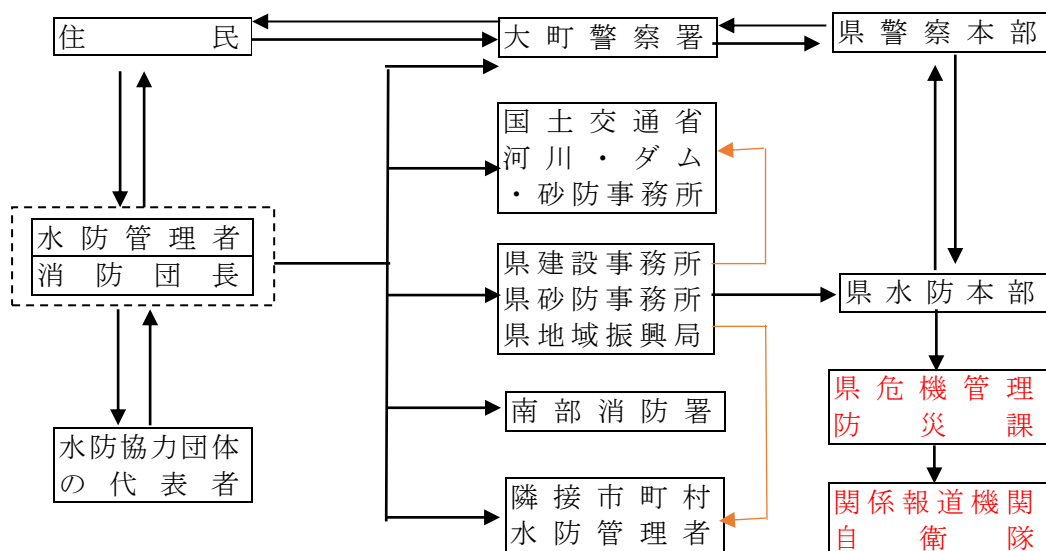 住民
大町警察署
県警察本部
国土交通省
河川・ダム
・砂防事務所
水防管理者
消防団長
県建設事務所
県砂防事務所
県地域振興局
県水防本部
県危機管理
防災課
南部消防署
水防協力団体
の代表者
隣接市町村
水防管理者
関係報道機関
自衛隊